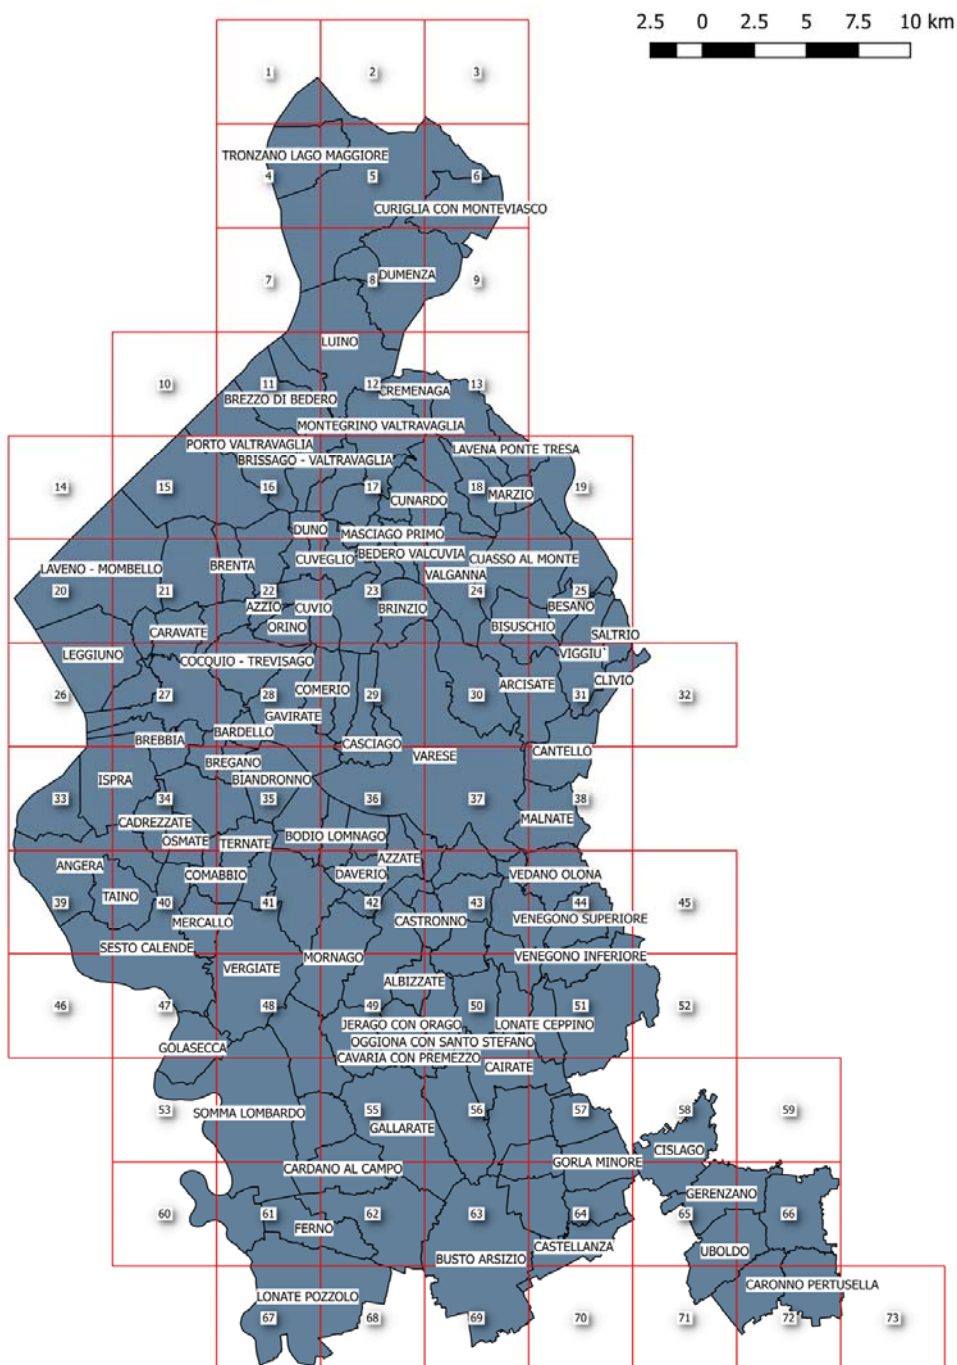 2.5 0 2.5 5 7.5 10 km
1 2 3
TRONZANO LAGO MAGGIORE
4 5 6
CURIGLIA CON MONTEVIASCO
DUMENZA
7 8 9
LUINO
10 11 12 13
CREMENAGA
BREZZO DI BEDERO
MONTEGRINO VALTRAVAGLIA
PORTO VALTRAVAGLIA
LAVENA PONTE TRESA
BRISSAGO - VALTRAVAGLIA
14 15 16 17 18 19
MARZIO
CUNARDO
DUNO
MASCIAGO PRIMO
BEDERO VALCUVIA
CUVEGLIO
CUASSO AL MONTE
BRENTA
LAVENO - MOMBELLO
VALGANNA
20 21 22 23 24 25
AZZIO
CUVIO
BRINZIO
BESANO
ORINO
BISUSCHIO
CARAVATE
SALTRIO
LEGGIUNO
VIGGIU`
COCQUIO - TREVISAGO
CLIVIO
ARCISATE
COMERIO
26 27 28 29 30 31 32
GAVIRATE
BARDELLO
BREBBIA
CASCIAGO
CANTELLO
VARESE
BREGANO
ISPRA
BIANDRONNO
33 34 35 36 37 38
CADREZZATE
MALNATE
BODIO LOMNAGO
OSMATE
TERNATE
AZZATE
ANGERA
DAVERIO
VEDANO OLONA
COMABBIO
TAINO
39 40 41 42 43 44 45
MERCALLO
CASTRONNO
VENEGONO SUPERIORE
SESTO CALENDE
MORNAGO
VENEGONO INFERIORE
VERGIATE
ALBIZZATE
46 47 48 49 50 51 52
JERAGO CON ORAGO
LONATE CEPPINO
OGGIONA CON SANTO STEFANO
GOLASECCA
CAVARIA CON PREMEZZO
CAIRATE
53 55 56 57 58 59
SOMMA LOMBARDO
GALLARATE
CISLAGO
GORLA MINORE
CARDANO AL CAMPO
GERENZANO
60 61 62 63 64 65 66
FERNO
CASTELLANZA
UBOLDO
BUSTO ARSIZIO
CARONNO PERTUSELLA
LONATE POZZOLO
67 68 69 70 71 72 73